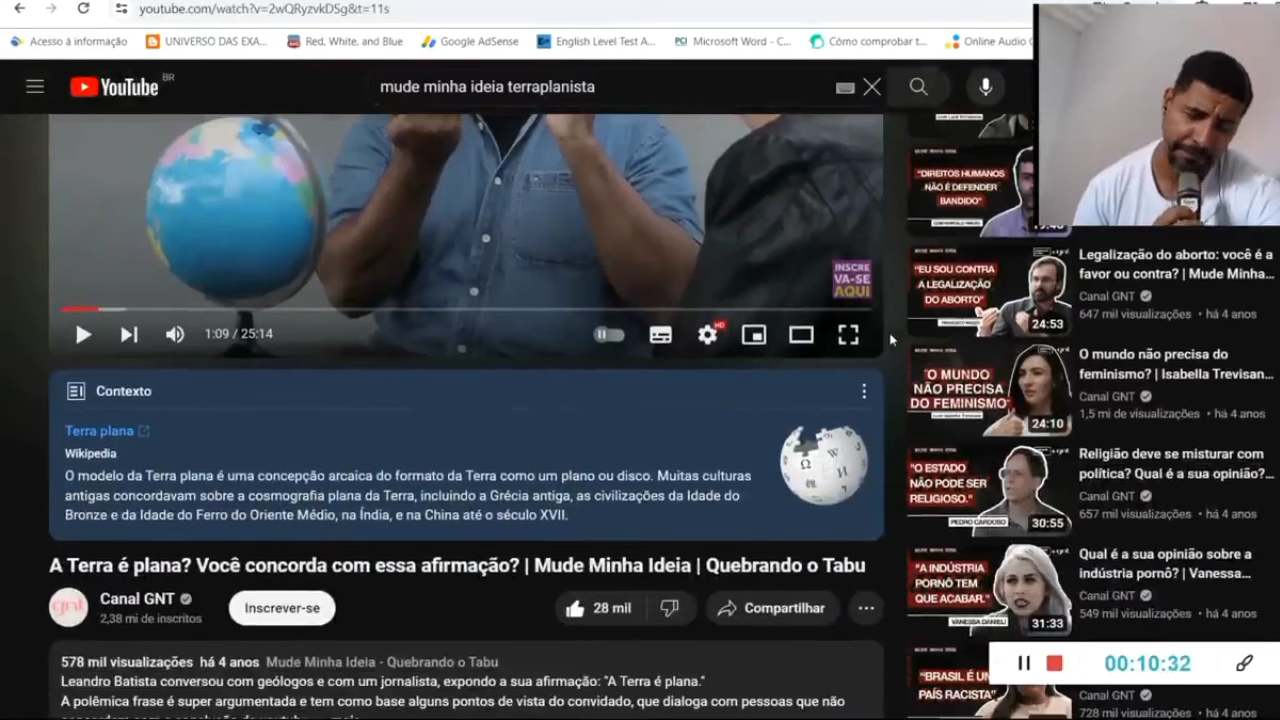 youtube.com/watch?v=2wQRyzvkDSg&t=11s
Acesso à informação
UNIVERSO DAS EXA...
Red, White, and Blue
Google AdSense
English Level Test A...
PCI Microsoft Word - C...
Cómo comprobar t...
Online Audio
YouTube BR
mude minha ideia terraplanista
INSCRE
VA-SE
AQUI
1:09 / 25:14
HD
Contexto
Terra plana
Wikipedia
O modelo da Terra plana é uma concepção arcaica do formato da Terra como um plano ou disco. Muitas culturas
antigas concordavam sobre a cosmografia plana da Terra, incluindo a Grécia antiga, as civilizações da Idade do
Bronze e da Idade do Ferro do Oriente Médio, na Índia, e na China até o século XVII.
A Terra é plana? Você concorda com essa afirmação? | Mude Minha Ideia | Quebrando o Tabu
gnt
Canal GNT
2,38 mi de inscritos
Inscrever-se
28 mil
Compartilhar
578 mil visualizações há 4 anos Mude Minha Ideia - Quebrando o Tabu
Leandro Batista conversou com geólogos e com um jornalista, expondo a sua afirmação: "A Terra é plana."
A polêmica frase é super argumentada e tem como base alguns pontos de vista do convidado, que dialoga com pessoas que não
"DIREITOS HUMANOS
NÃO É DEFENDER
BANDIDO"
"EU SOU CONTRA
A LEGALIZAÇÃO
DO ABORTO"
24:53
Legalização do aborto: você é a
favor ou contra? | Mude Minha...
Canal GNT
647 mil visualizações • há 4 anos
"O MUNDO
NÃO PRECISA
DO FEMINISMO"
24:10
O mundo não precisa do
feminismo? | Isabella Trevisan...
Canal GNT
1,5 mi de visualizações • há 4 anos
"O ESTADO
NÃO PODE SER
RELIGIOSO."
PEDRO CARDOSO
30:55
Religião deve se misturar com
política? Qual é a sua opinião?...
Canal GNT
657 mil visualizações • há 4 anos
"A INDÚSTRIA
PORNÔ TEM
QUE ACABAR."
VANESSA DANIELI
31:33
Qual é a sua opinião sobre a
indústria pornô? | Vanessa...
Canal GNT
549 mil visualizações • há 4 anos
"BRASIL É UM
PAÍS RACISTA"
Canal GNT
728 mil visualizações • há 4 anos
00:10:32